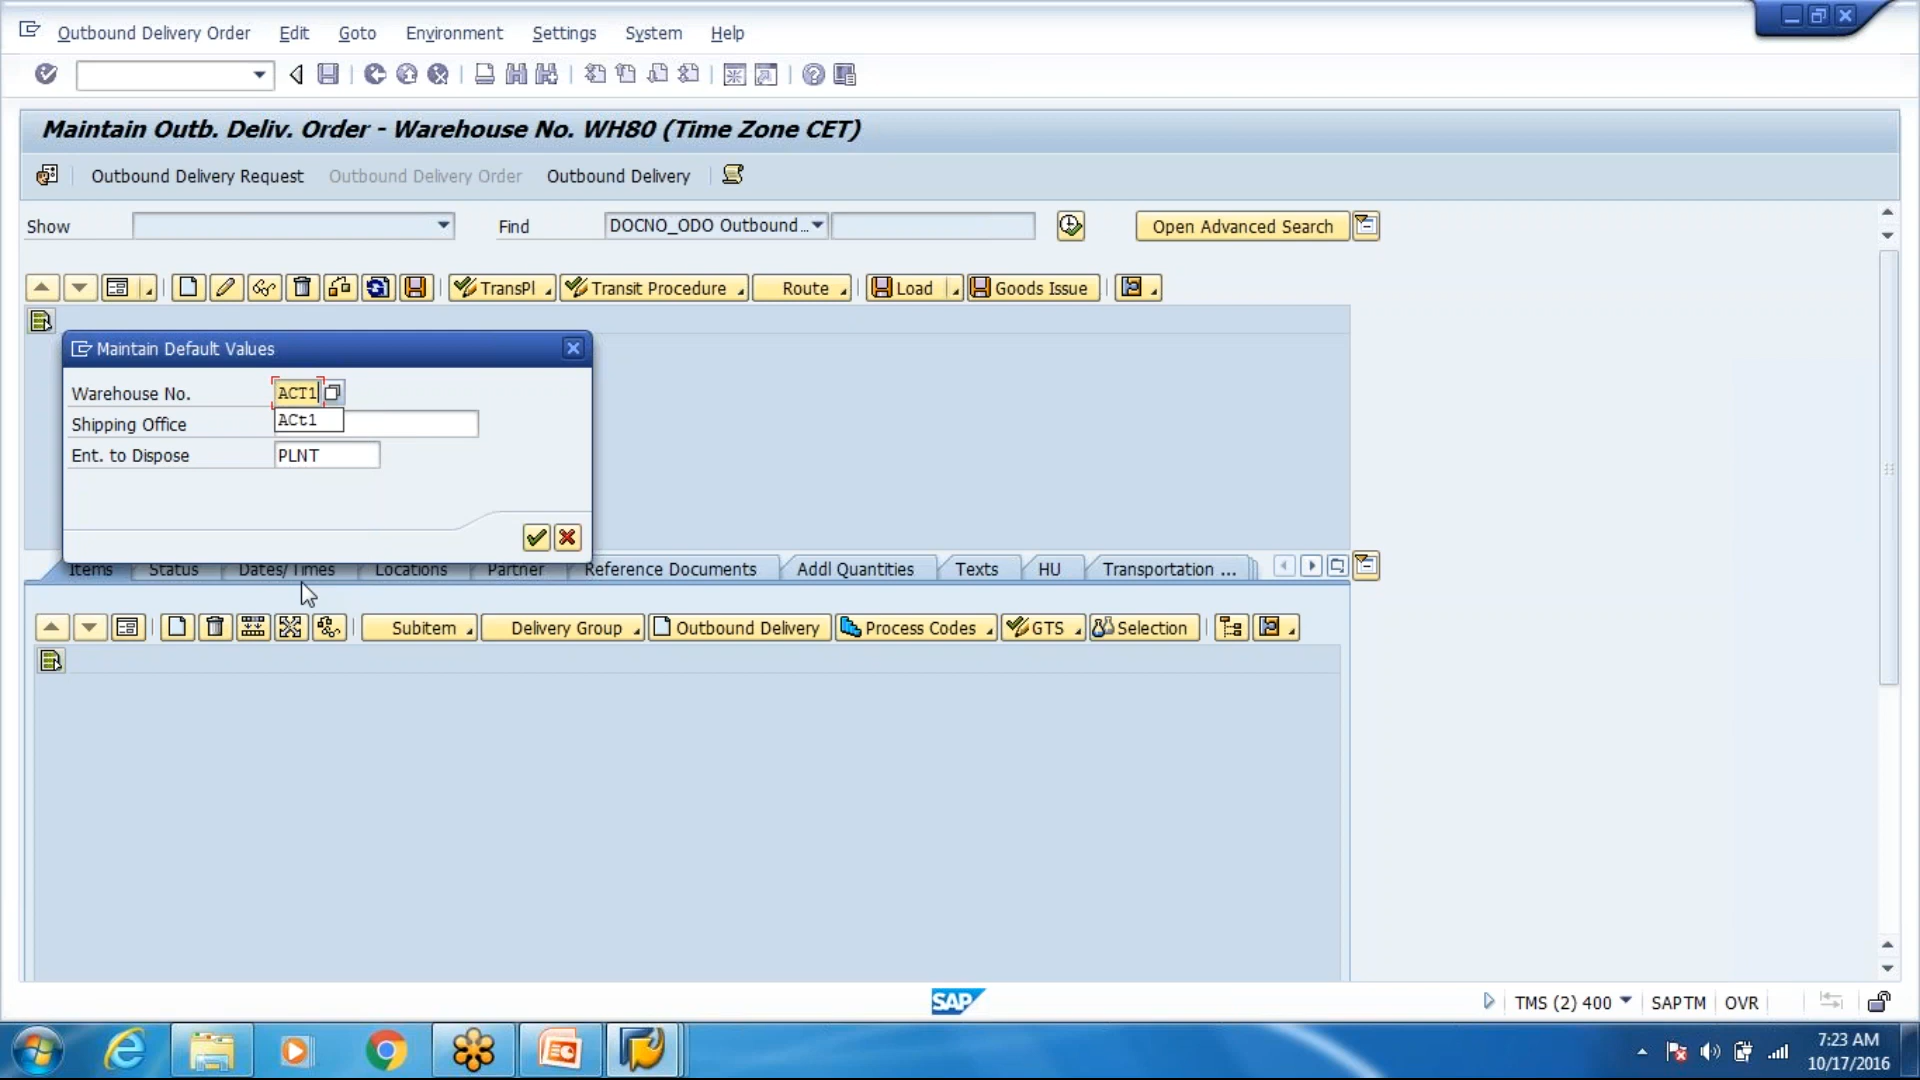 Outbound Delivery Order Edit Goto Environment Settings System Help
Maintain Outb. Deliv. Order - Warehouse No. WH80 (Time Zone CET)
Outbound Delivery Request Outbound Delivery Order Outbound Delivery
Show Find DOCNO_ODO Outbound... Open Advanced Search
TransPl Transit Procedure Route Load Goods Issue
Maintain Default Values
Warehouse No. ACT1
ACt1
Shipping Office
Ent. to Dispose PLNT
Items Status Dates/Times Locations Partner Reference Documents Addl Quantities Texts HU Transportation ...
Subitem Delivery Group Outbound Delivery Process Codes GTS Selection
SAP TMS (2) 400 SAPTM OVR
7:23 AM
10/17/2016